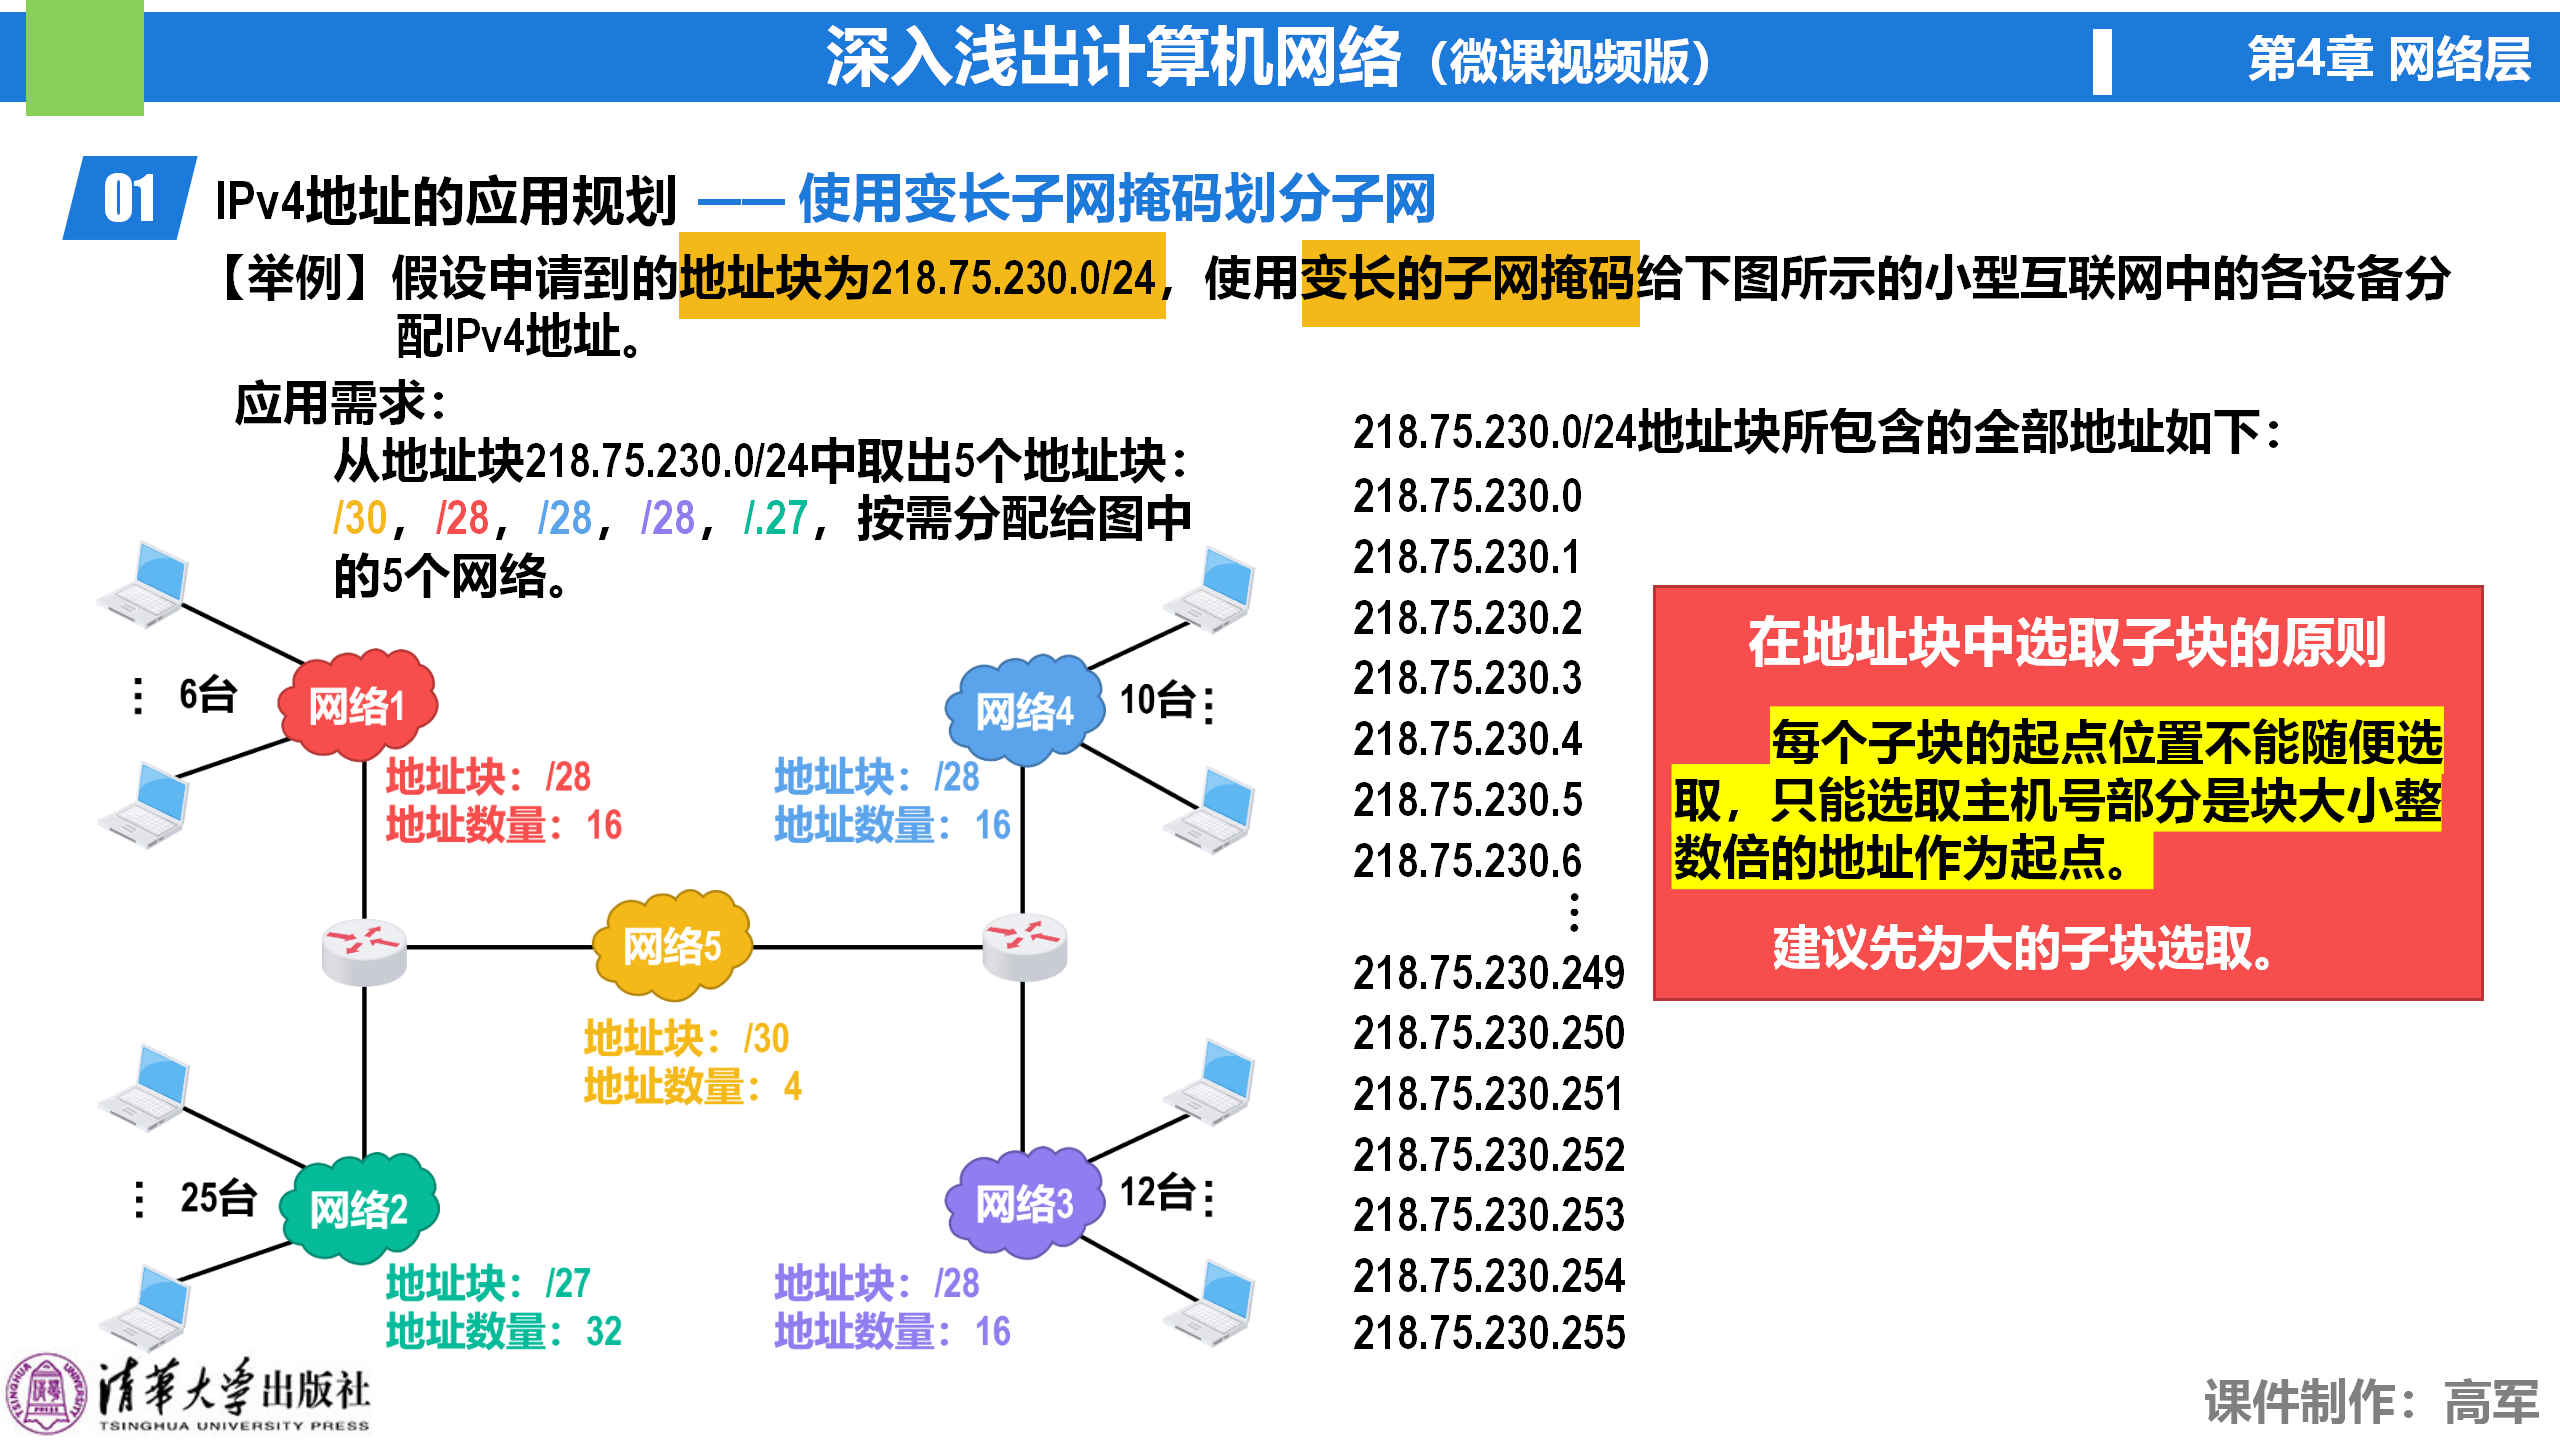 深入浅出计算机网络（微课视频版）
第4章 网络层
01
IPv4地址的应用规划 —— 使用变长子网掩码划分子网
【举例】假设申请到的地址块为218.75.230.0/24，使用变长的子网掩码给下图所示的小型互联网中的各设备分
配IPv4地址。
应用需求：
从地址块218.75.230.0/24中取出5个地址块：
/30，/28，/28，/28，/.27，按需分配给图中
的5个网络。
6台
网络1
地址块：/28
地址数量：16
网络4
10台
地址块：/28
地址数量：16
网络5
地址块：/30
地址数量：4
25台
网络2
地址块：/27
地址数量：32
网络3
12台
地址块：/28
地址数量：16
218.75.230.0/24地址块所包含的全部地址如下：
218.75.230.0
218.75.230.1
218.75.230.2
218.75.230.3
218.75.230.4
218.75.230.5
218.75.230.6
⋮
218.75.230.249
218.75.230.250
218.75.230.251
218.75.230.252
218.75.230.253
218.75.230.254
218.75.230.255
在地址块中选取子块的原则
每个子块的起点位置不能随便选
取，只能选取主机号部分是块大小整
数倍的地址作为起点。
建议先为大的子块选取。
清华大学出版社
TSINGHUA UNIVERSITY PRESS
课件制作：高军